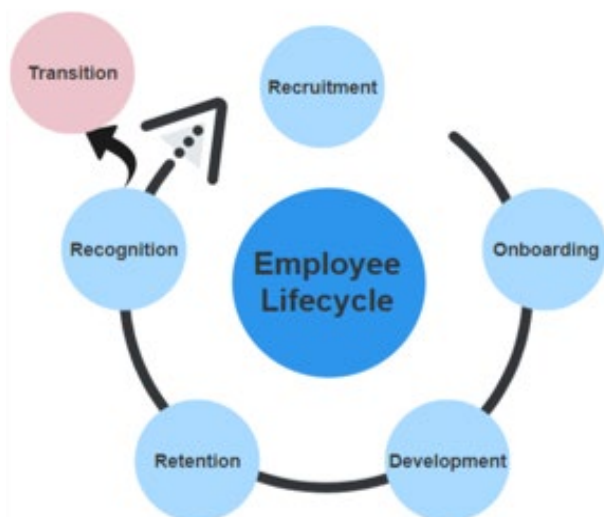 Transition
Recruitment
Recognition
Onboarding
Employee
Lifecycle
Retention
Development